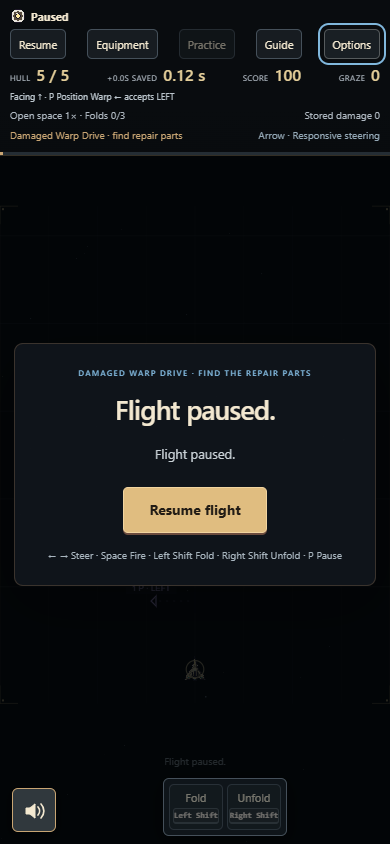 Paused
Resume Equipment Practice Guide Options
HULL 5 / 5 +0.0S SAVED 0.12 s SCORE 100 GRAZE 0
Facing ↑ · P Position Warp ← accepts LEFT
Open space 1× · Folds 0/3 Stored damage 0
Damaged Warp Drive · find repair parts Arrow · Responsive steering
DAMAGED WARP DRIVE · FIND THE REPAIR PARTS
Flight paused.
Flight paused.
Resume flight
← → Steer · Space Fire · Left Shift Fold · Right Shift Unfold · P Pause
Flight paused.
Fold Unfold
Left Shift Right Shift